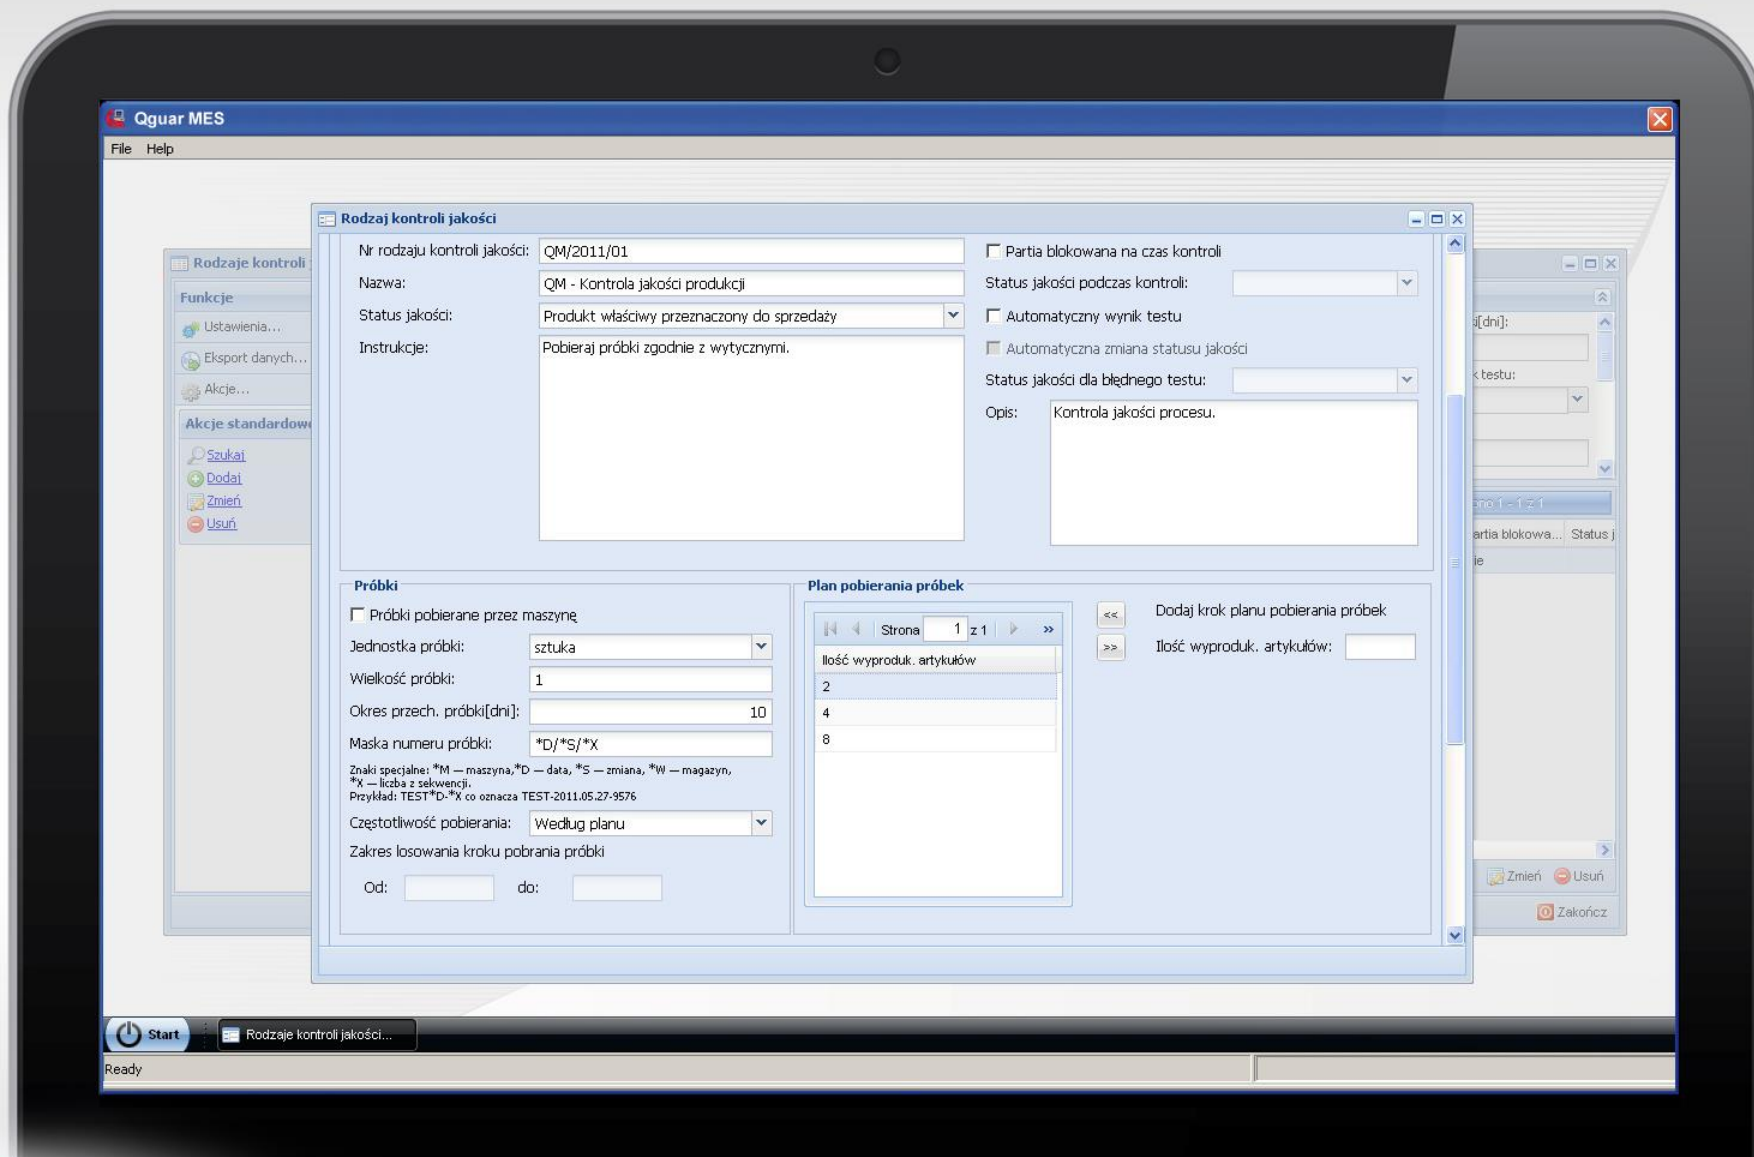 Qguar MES
File Help
Rodzaj kontroli jakości
Nr rodzaju kontroli jakości: QM/2011/01
Nazwa: QM - Kontrola jakości produkcji
Status jakości: Produkt właściwy przeznaczony do sprzedaży
Instrukcje: Pobieraj próbki zgodnie z wytycznymi.
Partia blokowana na czas kontroli
Status jakości podczas kontroli:
Automatyczny wynik testu
Automatyczna zmiana statusu jakości
Status jakości dla błędnego testu:
Opis: Kontrola jakości procesu.
Próbki
Próbki pobierane przez maszynę
Jednostka próbki: sztuka
Wielkość próbki: 1
Okres przech. próbki[dni]: 10
Maska numeru próbki: *D/*S/*X
Znaki specjalne: *M — maszyna,*D — data, *S — zmiana, *W — magazyn,
*X — liczba z sekwencji.
Przykład: TEST*D-*X co oznacza TEST-2011.05.27-9576
Częstotliwość pobierania: Według planu
Zakres losowania kroku pobrania próbki
Od: do:
Plan pobierania próbek
Strona 1 z 1 »
Ilość wyproduk. artykułów
2
4
8
<< Dodaj krok planu pobierania próbek
>> Ilość wyproduk. artykułów:
Rodzaje kontroli
Funkcje
Ustawienia...
Eksport danych...
Akcje...
Akcje standardow
Szukaj
Dodaj
Zmień
Usuń
[dni]:
testu:
1 - 1 z 1
artia blokowa... Status j
ie
Zmień Usuń
Zakończ
Start Rodzaje kontroli jakości...
Ready